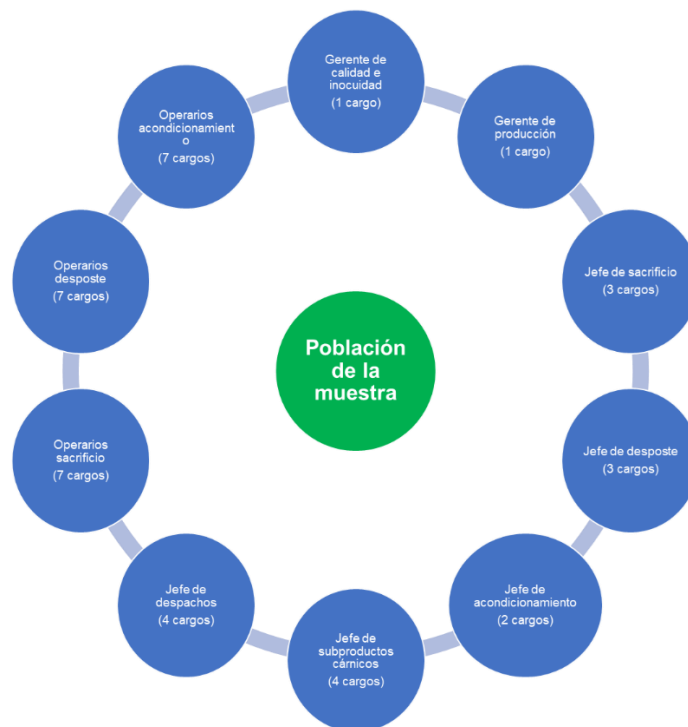 Gerente de
calidad e
inocuidad
(1 cargo)
Gerente de
producción
(1 cargo)
Jefe de sacrificio
(3 cargos)
Jefe de desposte
(3 cargos)
Jefe de
acondicionamiento
(2 cargos)
Jefe de
subproductos
cárnicos
(4 cargos)
Jefe de
despachos
(4 cargos)
Operarios
sacrificio
(7 cargos)
Operarios
desposte
(7 cargos)
Operarios
acondicionamient
o
(7 cargos)
Población
de la
muestra